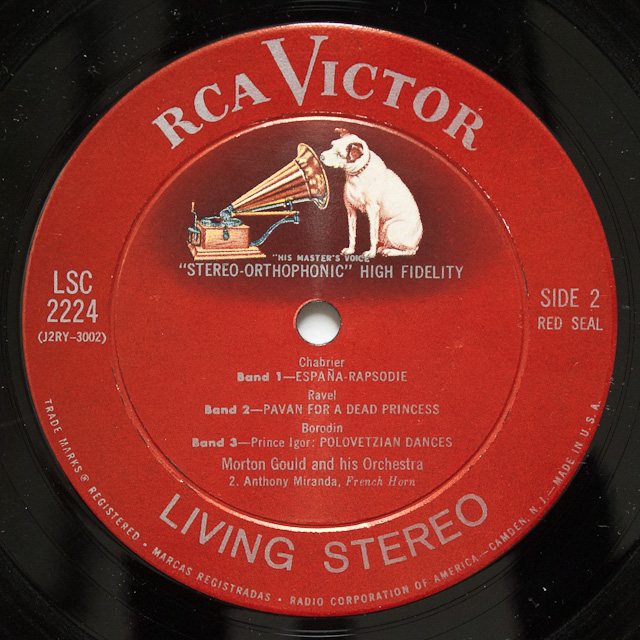 RCA VICTOR
"HIS MASTER'S VOICE"
"STEREO-ORTHOPHONIC" HIGH FIDELITY
LSC
2224
(J2RY-3002)
SIDE 2
RED SEAL
Chabrier
Band 1—ESPAÑA-RAPSODIE
Ravel
Band 2—PAVAN FOR A DEAD PRINCESS
Borodin
Band 3—Prince Igor: POLOVETZIAN DANCES
Morton Gould and his Orchestra
2. Anthony Miranda, French Horn
LIVING STEREO
TRADE MARKS® REGISTERED • MARCAS REGISTRADAS • RADIO CORPORATION OF AMERICA—CAMDEN, N. J.—MADE IN U. S. A.